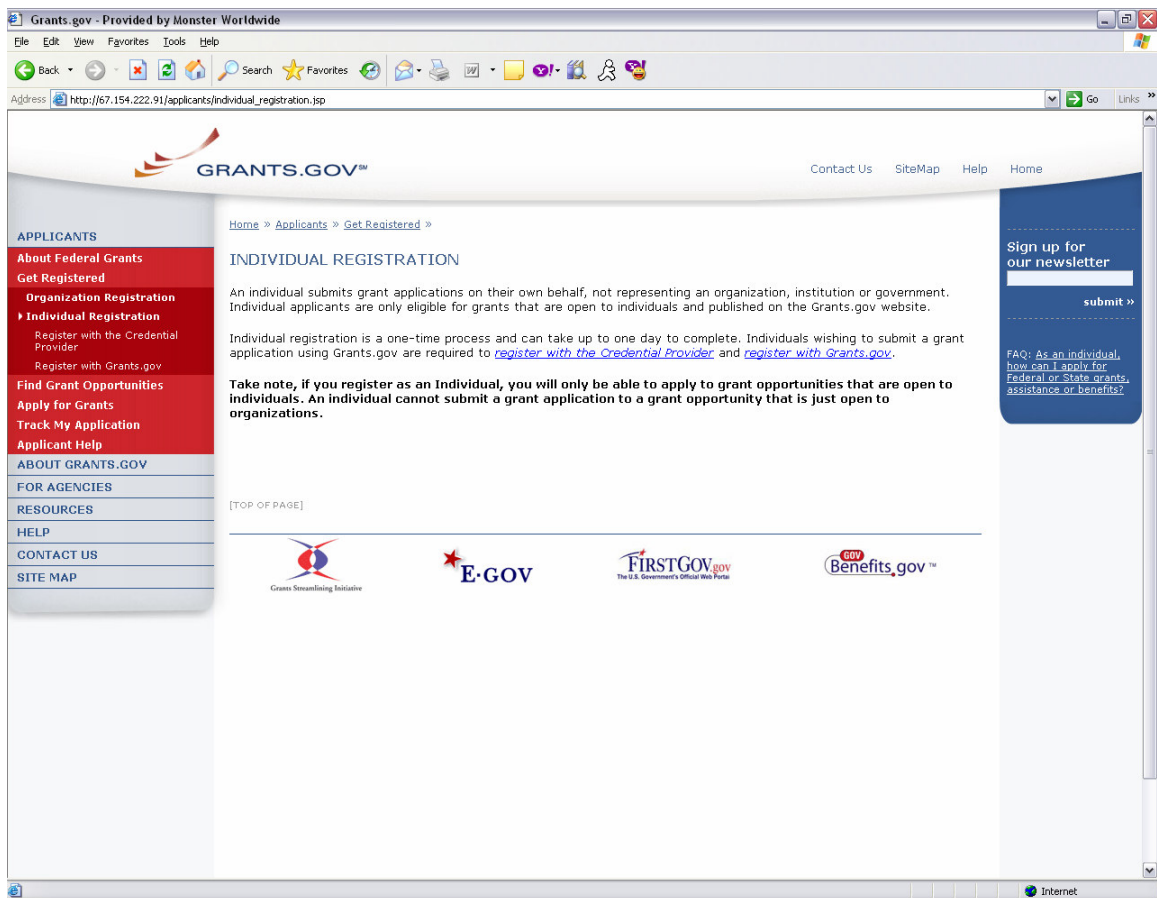 Grants.gov - Provided by Monster Worldwide
File Edit View Favorites Tools Help
Back Search Favorites
Address http://67.154.222.91/applicants/individual_registration.jsp Go Links »
GRANTS.GOV℠
Contact Us SiteMap Help Home
APPLICANTS
About Federal Grants
Get Registered
Organization Registration
Individual Registration
Register with the Credential
Provider
Register with Grants.gov
Find Grant Opportunities
Apply for Grants
Track My Application
Applicant Help
ABOUT GRANTS.GOV
FOR AGENCIES
RESOURCES
HELP
CONTACT US
SITE MAP
Home » Applicants » Get Registered »
INDIVIDUAL REGISTRATION
An individual submits grant applications on their own behalf, not representing an organization, institution or government.
Individual applicants are only eligible for grants that are open to individuals and published on the Grants.gov website.
Individual registration is a one-time process and can take up to one day to complete. Individuals wishing to submit a grant
application using Grants.gov are required to register with the Credential Provider and register with Grants.gov.
Take note, if you register as an Individual, you will only be able to apply to grant opportunities that are open to
individuals. An individual cannot submit a grant application to a grant opportunity that is just open to
organizations.
[TOP OF PAGE]
Grants Streamlining Initiative
E-GOV
FIRSTGOV.gov
The U.S. Government's Official Web Portal
GOV
Benefits.gov ™
Sign up for
our newsletter
submit »
FAQ: As an individual,
how can I apply for
Federal or State grants,
assistance or benefits?
Internet